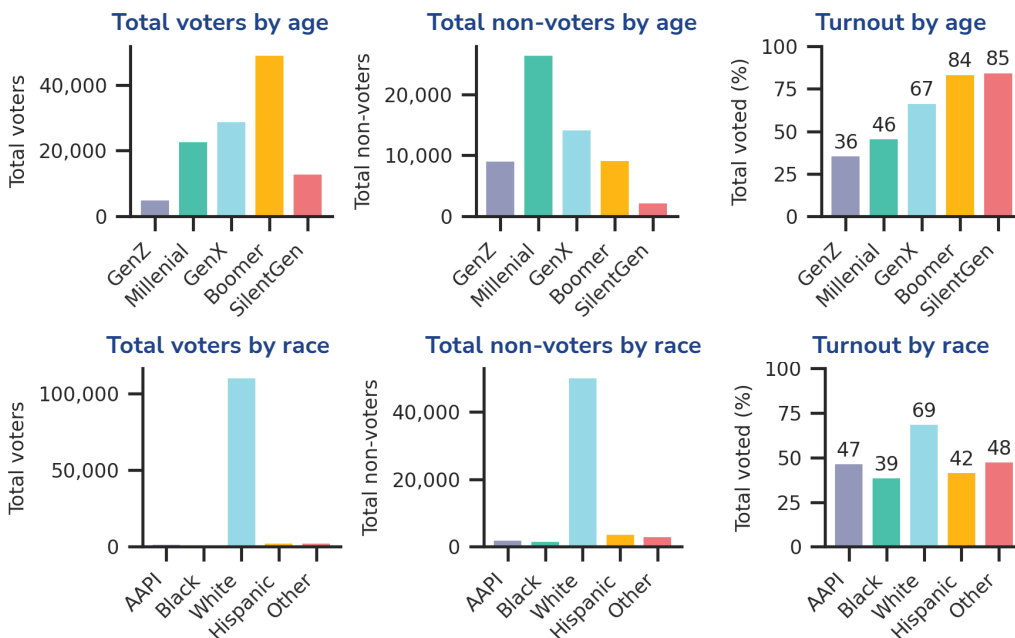 Total voters by age
Total voters
40,000
20,000
0
GenZ
Millenial
GenX
Boomer
SilentGen
Total non-voters by age
Total non-voters
20,000
10,000
0
GenZ
Millenial
GenX
Boomer
SilentGen
Turnout by age
Total voted (%)
100
75
50
25
0
36
46
67
84
85
GenZ
Millenial
GenX
Boomer
SilentGen
Total voters by race
Total voters
100,000
50,000
0
AAPI
Black
White
Hispanic
Other
Total non-voters by race
Total non-voters
40,000
20,000
0
AAPI
Black
White
Hispanic
Other
Turnout by race
Total voted (%)
100
75
50
25
0
47
39
69
42
48
AAPI
Black
White
Hispanic
Other